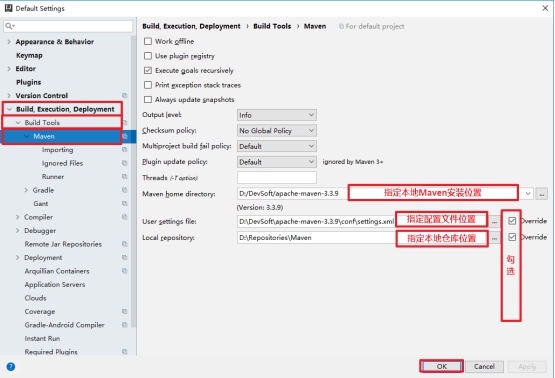 Default Settings
Appearance & Behavior
Keymap
Editor
Plugins
Version Control
Build, Execution, Deployment
Build Tools
Maven
Importing
Ignored Files
Runner
Gradle
Gant
Compiler
Debugger
Remote Jar Repositories
Deployment
Arquillian Containers
Application Servers
Clouds
Coverage
Gradle-Android Compiler
Instant Run
Required Plugins
Build, Execution, Deployment › Build Tools › Maven For default project
Work offline
Use plugin registry
Execute goals recursively
Print exception stack traces
Always update snapshots
Output level: Info
Checksum policy: No Global Policy
Multiproject build fail policy: Default
Plugin update policy: Default ignored by Maven 3+
Threads (-T option)
Maven home directory: D:/DevSoft/apache-maven-3.3.9 指定本地Maven安装位置 ...
(Version: 3.3.9)
User settings file: D:\DevSoft\apache-maven-3.3.9\conf\settings.xml 指定配置文件位置 ... Override
Local repository: D:\Repositories\Maven 指定本地仓库位置 ... Override
勾
选
? OK Cancel Apply